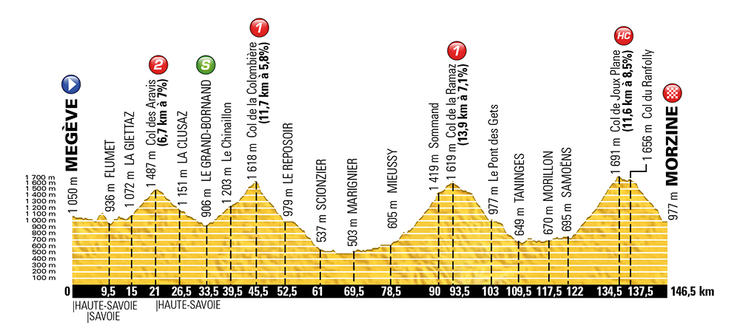 1 050 m MEGÈVE
936 m FLUMET
1 072 m LA GIETTAZ
2
1 487 m Col des Aravis
(6,7 km à 7%)
1 151 m LA CLUSAZ
S
906 m LE GRAND-BORNAND
1 203 m Le Chinaillon
1
1 618 m Col de la Colombière
(11,7 km à 5,8%)
979 m LE REPOSOIR
537 m SCIONZIER
503 m MARIGNIER
605 m MIEUSSY
1 419 m Sommand
1
1 619 m Col de la Ramaz
(13,9 km à 7,1%)
977 m Le Pont des Gets
649 m TANINGES
670 m MORILLON
695 m SAMOËNS
HC
1 691 m Col de Joux Plane
(11,6 km à 8,5%)
1 656 m Col du Ranfolly
977 m MORZINE
1 700 m
1 600 m
1 500 m
1 400 m
1 300 m
1 200 m
1 100 m
1 000 m
900 m
800 m
700 m
600 m
500 m
400 m
300 m
200 m
100 m
0 9,5 15 21 26,5 33,5 39,5 45,5 52,5 61 69,5 78,5 90 93,5 103 109,5 117,5 122 134,5 137,5 146,5 km
|HAUTE-SAVOIE |HAUTE-SAVOIE
|SAVOIE